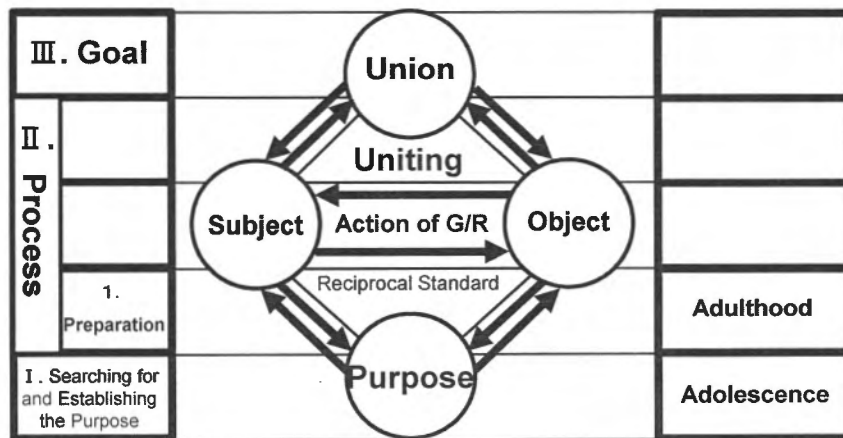 Ⅲ. Goal
Union
Ⅱ. Process
Uniting
Subject
Action of G/R
Object
Reciprocal Standard
1.
Preparation
Adulthood
Ⅰ. Searching for
and Establishing
the Purpose
Purpose
Adolescence